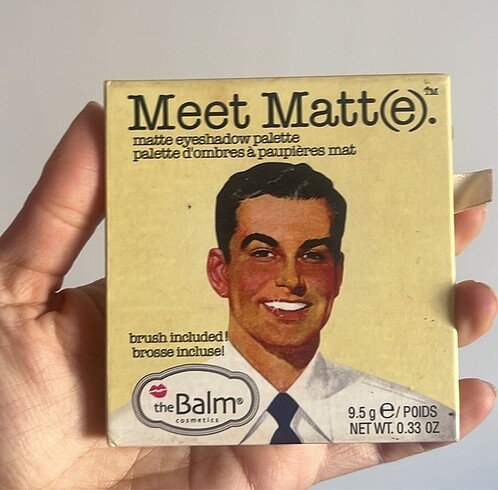 Meet Matt(e).™
matte eyeshadow palette
palette d'ombres à paupières mat
brush included!
brosse incluse!
theBalm®
cosmetics
9.5 g e/POIDS
NET WT. 0.33 OZ